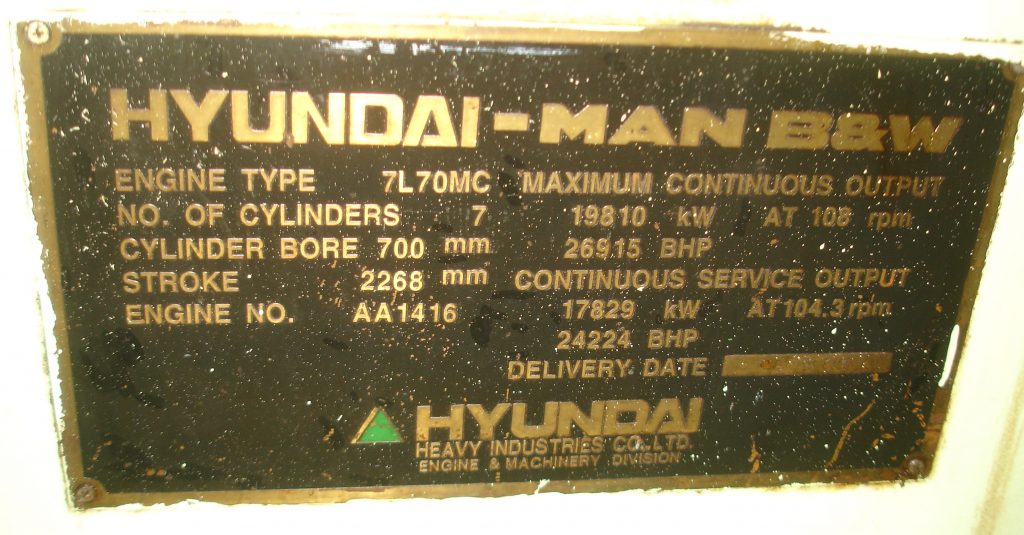 HYUNDAI-MAN B&W
ENGINE TYPE 7L70MC
NO. OF CYLINDERS 7
CYLINDER BORE 700 mm
STROKE 2268 mm
ENGINE NO. AA1416
MAXIMUM CONTINUOUS OUTPUT
19810 kW AT 108 rpm
26915 BHP
CONTINUOUS SERVICE OUTPUT
17829 kW AT 104.3 rpm
24224 BHP
DELIVERY DATE
HYUNDAI
HEAVY INDUSTRIES CO. LTD.
ENGINE & MACHINERY DIVISION